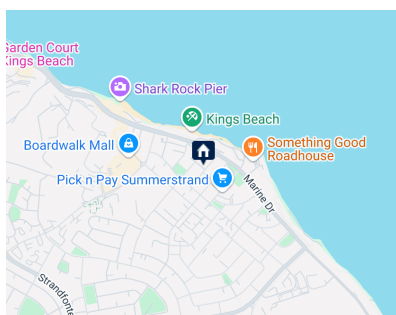 Garden Court
Kings Beach
Shark Rock Pier
Kings Beach
Boardwalk Mall
Something Good
Roadhouse
Pick n Pay Summerstrand
Marine Dr
Strandfonte